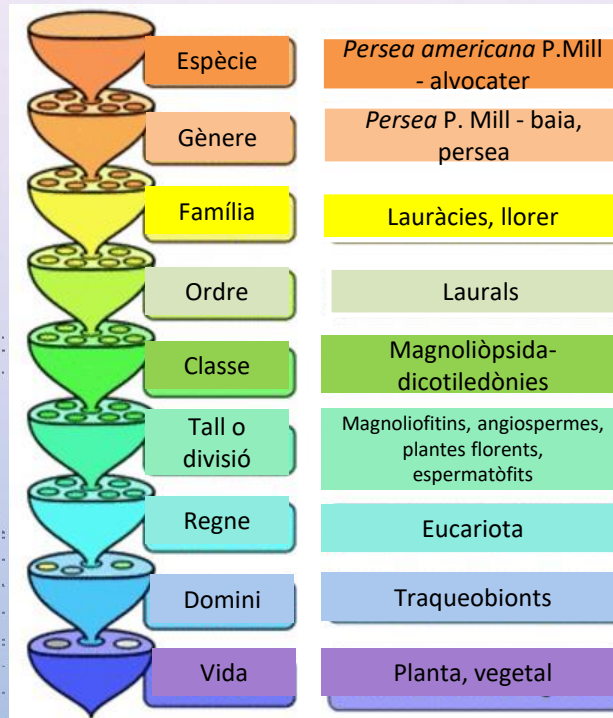 Espècie
Persea americana P.Mill
- alvocater
Gènere
Persea P. Mill - baia,
persea
Família
Lauràcies, llorer
Ordre
Laurals
Classe
Magnoliòpsida-
dicotiledònies
Tall o
divisió
Magnoliofitins, angiospermes,
plantes florents,
espermatòfits
Regne
Eucariota
Domini
Traqueobionts
Vida
Planta, vegetal